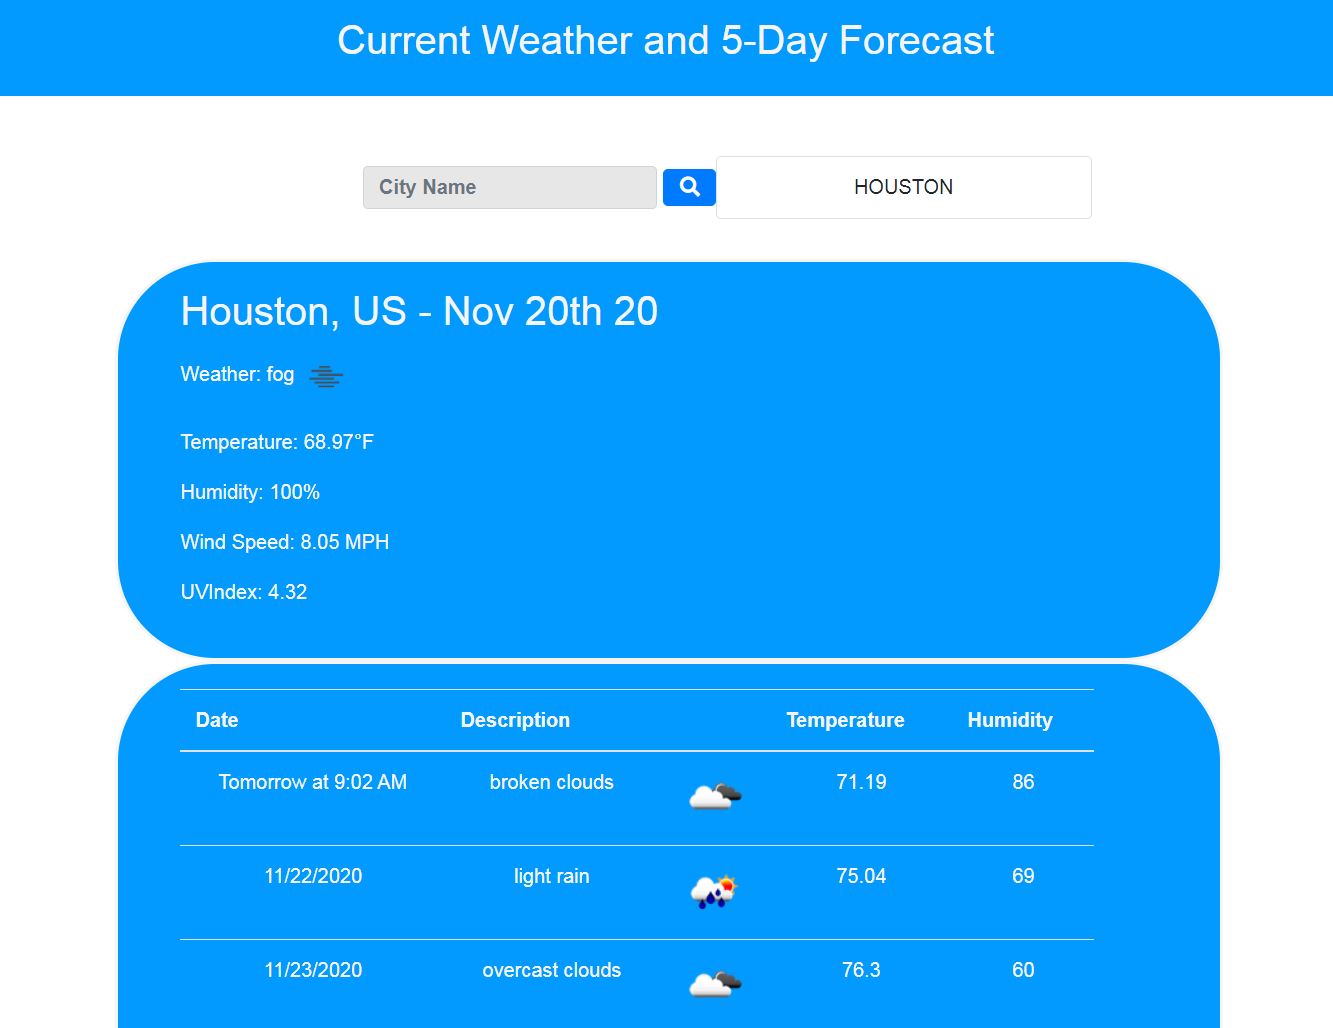 Current Weather and 5-Day Forecast
City Name
HOUSTON
Houston, US - Nov 20th 20
Weather: fog
Temperature: 68.97°F
Humidity: 100%
Wind Speed: 8.05 MPH
UVIndex: 4.32
Date Description Temperature Humidity
Tomorrow at 9:02 AM broken clouds 71.19 86
11/22/2020 light rain 75.04 69
11/23/2020 overcast clouds 76.3 60